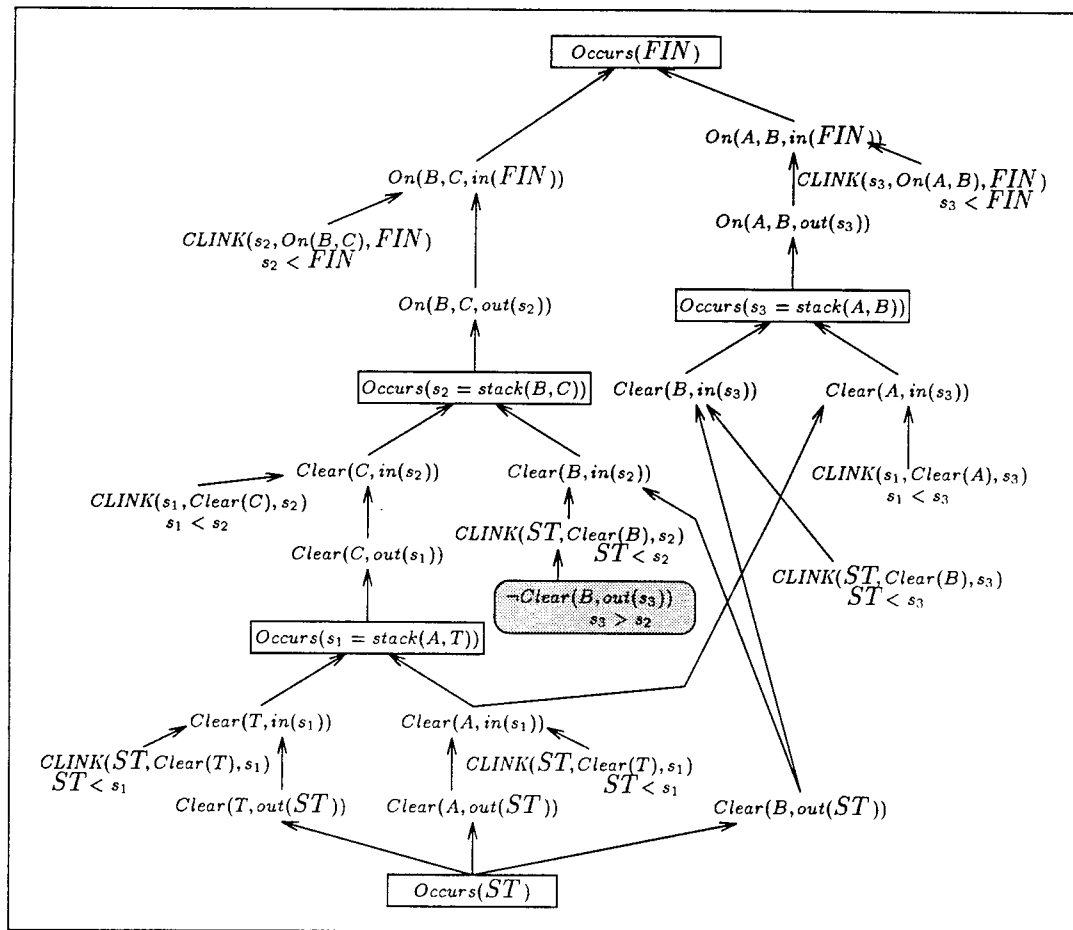 Occurs(FIN)
On(A, B, in(FIN))
On(B, C, in(FIN))
CLINK(s3, On(A, B), FIN)
s3 < FIN
On(A, B, out(s3))
CLINK(s2, On(B, C), FIN)
s2 < FIN
On(B, C, out(s2))
Occurs(s3 = stack(A, B))
Occurs(s2 = stack(B, C))
Clear(B, in(s3))
Clear(A, in(s3))
Clear(C, in(s2))
Clear(B, in(s2))
CLINK(s1, Clear(A), s3)
s1 < s3
CLINK(s1, Clear(C), s2)
s1 < s2
CLINK(ST, Clear(B), s2)
ST < s2
Clear(C, out(s1))
CLINK(ST, Clear(B), s3)
ST < s3
¬Clear(B, out(s3))
s3 > s2
Occurs(s1 = stack(A, T))
Clear(T, in(s1))
Clear(A, in(s1))
CLINK(ST, Clear(T), s1)
ST < s1
CLINK(ST, Clear(T), s1)
ST < s1
Clear(T, out(ST))
Clear(A, out(ST))
Clear(B, out(ST))
Occurs(ST)